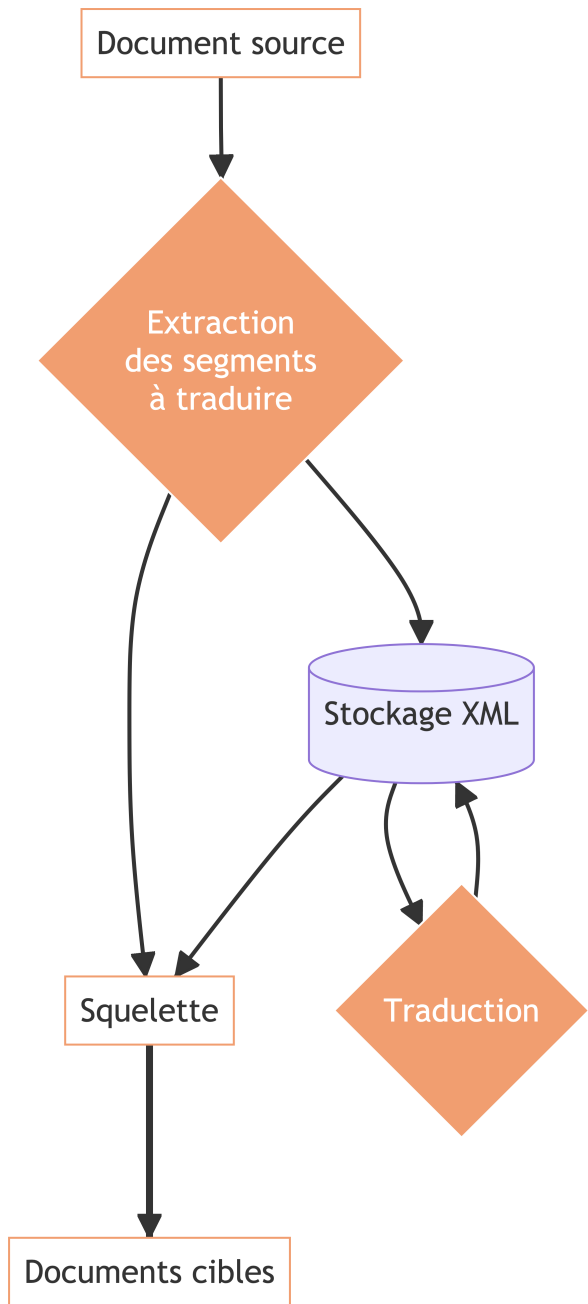 Document source
Extraction
des segments
à traduire
Stockage XML
Squelette
Traduction
Documents cibles